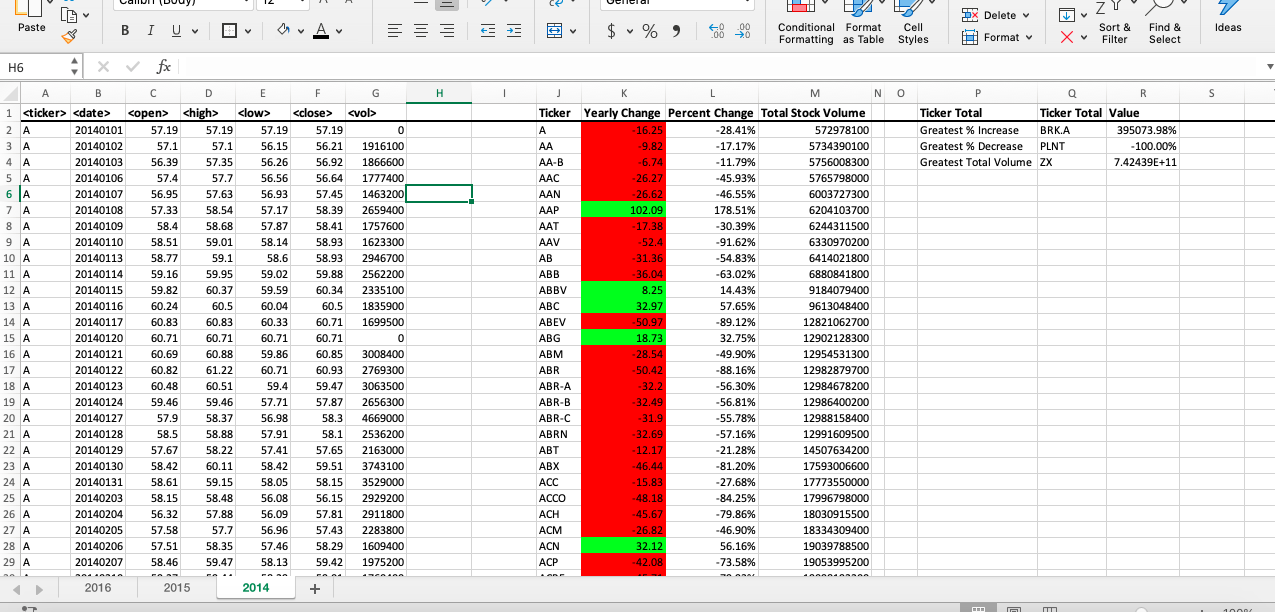 Calibri (Body) 12 General
Paste B I U A $ % Conditional Formatting Format as Table Cell Styles Delete Format Sort & Filter Find & Select Ideas
H6 fx
A B C D E F G H I J K L M N O P Q R S
1 <ticker> <date> <open> <high> <low> <close> <vol> Ticker Yearly Change Percent Change Total Stock Volume Ticker Total Ticker Total Value
2 A 20140101 57.19 57.19 57.19 57.19 0 A -16.25 -28.41% 572978100 Greatest % Increase BRK.A 395073.98%
3 A 20140102 57.1 57.1 56.15 56.21 1916100 AA -9.82 -17.17% 5734390100 Greatest % Decrease PLNT -100.00%
4 A 20140103 56.39 57.35 56.26 56.92 1866600 AA-B -6.74 -11.79% 5756008300 Greatest Total Volume ZX 7.42439E+11
5 A 20140106 57.4 57.7 56.56 56.64 1777400 AAC -26.27 -45.93% 5765798000
6 A 20140107 56.95 57.63 56.93 57.45 1463200 AAN -26.62 -46.55% 6003727300
7 A 20140108 57.33 58.54 57.17 58.39 2659400 AAP 102.09 178.51% 6204103700
8 A 20140109 58.4 58.68 57.87 58.41 1757600 AAT -17.38 -30.39% 6244311500
9 A 20140110 58.51 59.01 58.14 58.93 1623300 AAV -52.4 -91.62% 6330970200
10 A 20140113 58.77 59.1 58.6 58.93 2946700 AB -31.36 -54.83% 6414021800
11 A 20140114 59.16 59.95 59.02 59.88 2562200 ABB -36.04 -63.02% 6880841800
12 A 20140115 59.82 60.37 59.59 60.34 2335100 ABBV 8.25 14.43% 9184079400
13 A 20140116 60.24 60.5 60.04 60.5 1835900 ABC 32.97 57.65% 9613048400
14 A 20140117 60.83 60.83 60.33 60.71 1699500 ABEV -50.97 -89.12% 12821062700
15 A 20140120 60.71 60.71 60.71 60.71 0 ABG 18.73 32.75% 12902128300
16 A 20140121 60.69 60.88 59.86 60.85 3008400 ABM -28.54 -49.90% 12954531300
17 A 20140122 60.82 61.22 60.71 60.93 2769300 ABR -50.42 -88.16% 12982879700
18 A 20140123 60.48 60.51 59.4 59.47 3063500 ABR-A -32.2 -56.30% 12984678200
19 A 20140124 59.46 59.46 57.71 57.87 2656300 ABR-B -32.49 -56.81% 12986400200
20 A 20140127 57.9 58.37 56.98 58.3 4669000 ABR-C -31.9 -55.78% 12988158400
21 A 20140128 58.5 58.88 57.91 58.1 2536200 ABRN -32.69 -57.16% 12991609500
22 A 20140129 57.67 58.22 57.41 57.65 2163000 ABT -12.17 -21.28% 14507634200
23 A 20140130 58.42 60.11 58.42 59.51 3743100 ABX -46.44 -81.20% 17593006600
24 A 20140131 58.61 59.15 58.05 58.15 3529000 ACC -15.83 -27.68% 17773550000
25 A 20140203 58.15 58.48 56.08 56.15 2929200 ACCO -48.18 -84.25% 17996798000
26 A 20140204 56.32 57.88 56.09 57.81 2911800 ACH -45.67 -79.86% 18030915500
27 A 20140205 57.58 57.7 56.96 57.43 2283800 ACM -26.82 -46.90% 18334309400
28 A 20140206 57.51 58.35 57.46 58.29 1609400 ACN 32.12 56.16% 19039788500
29 A 20140207 58.46 59.47 58.13 59.42 1975200 ACP -42.08 -73.58% 19053995200
2016 2015 2014 +
100%